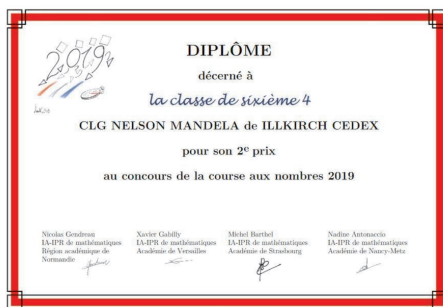 2019
DIPLÔME
décerné à
la classe de sixième 4
CLG NELSON MANDELA de ILLKIRCH CEDEX
pour son 2e prix
au concours de la course aux nombres 2019
Nicolas Gendreau
IA-IPR de mathématiques
Région académique de
Normandie
Xavier Gabilly
IA-IPR de mathématiques
Académie de Versailles
Michel Barthel
IA-IPR de mathématiques
Académie de Strasbourg
Nadine Antonaccio
IA-IPR de mathématiques
Académie de Nancy-Metz